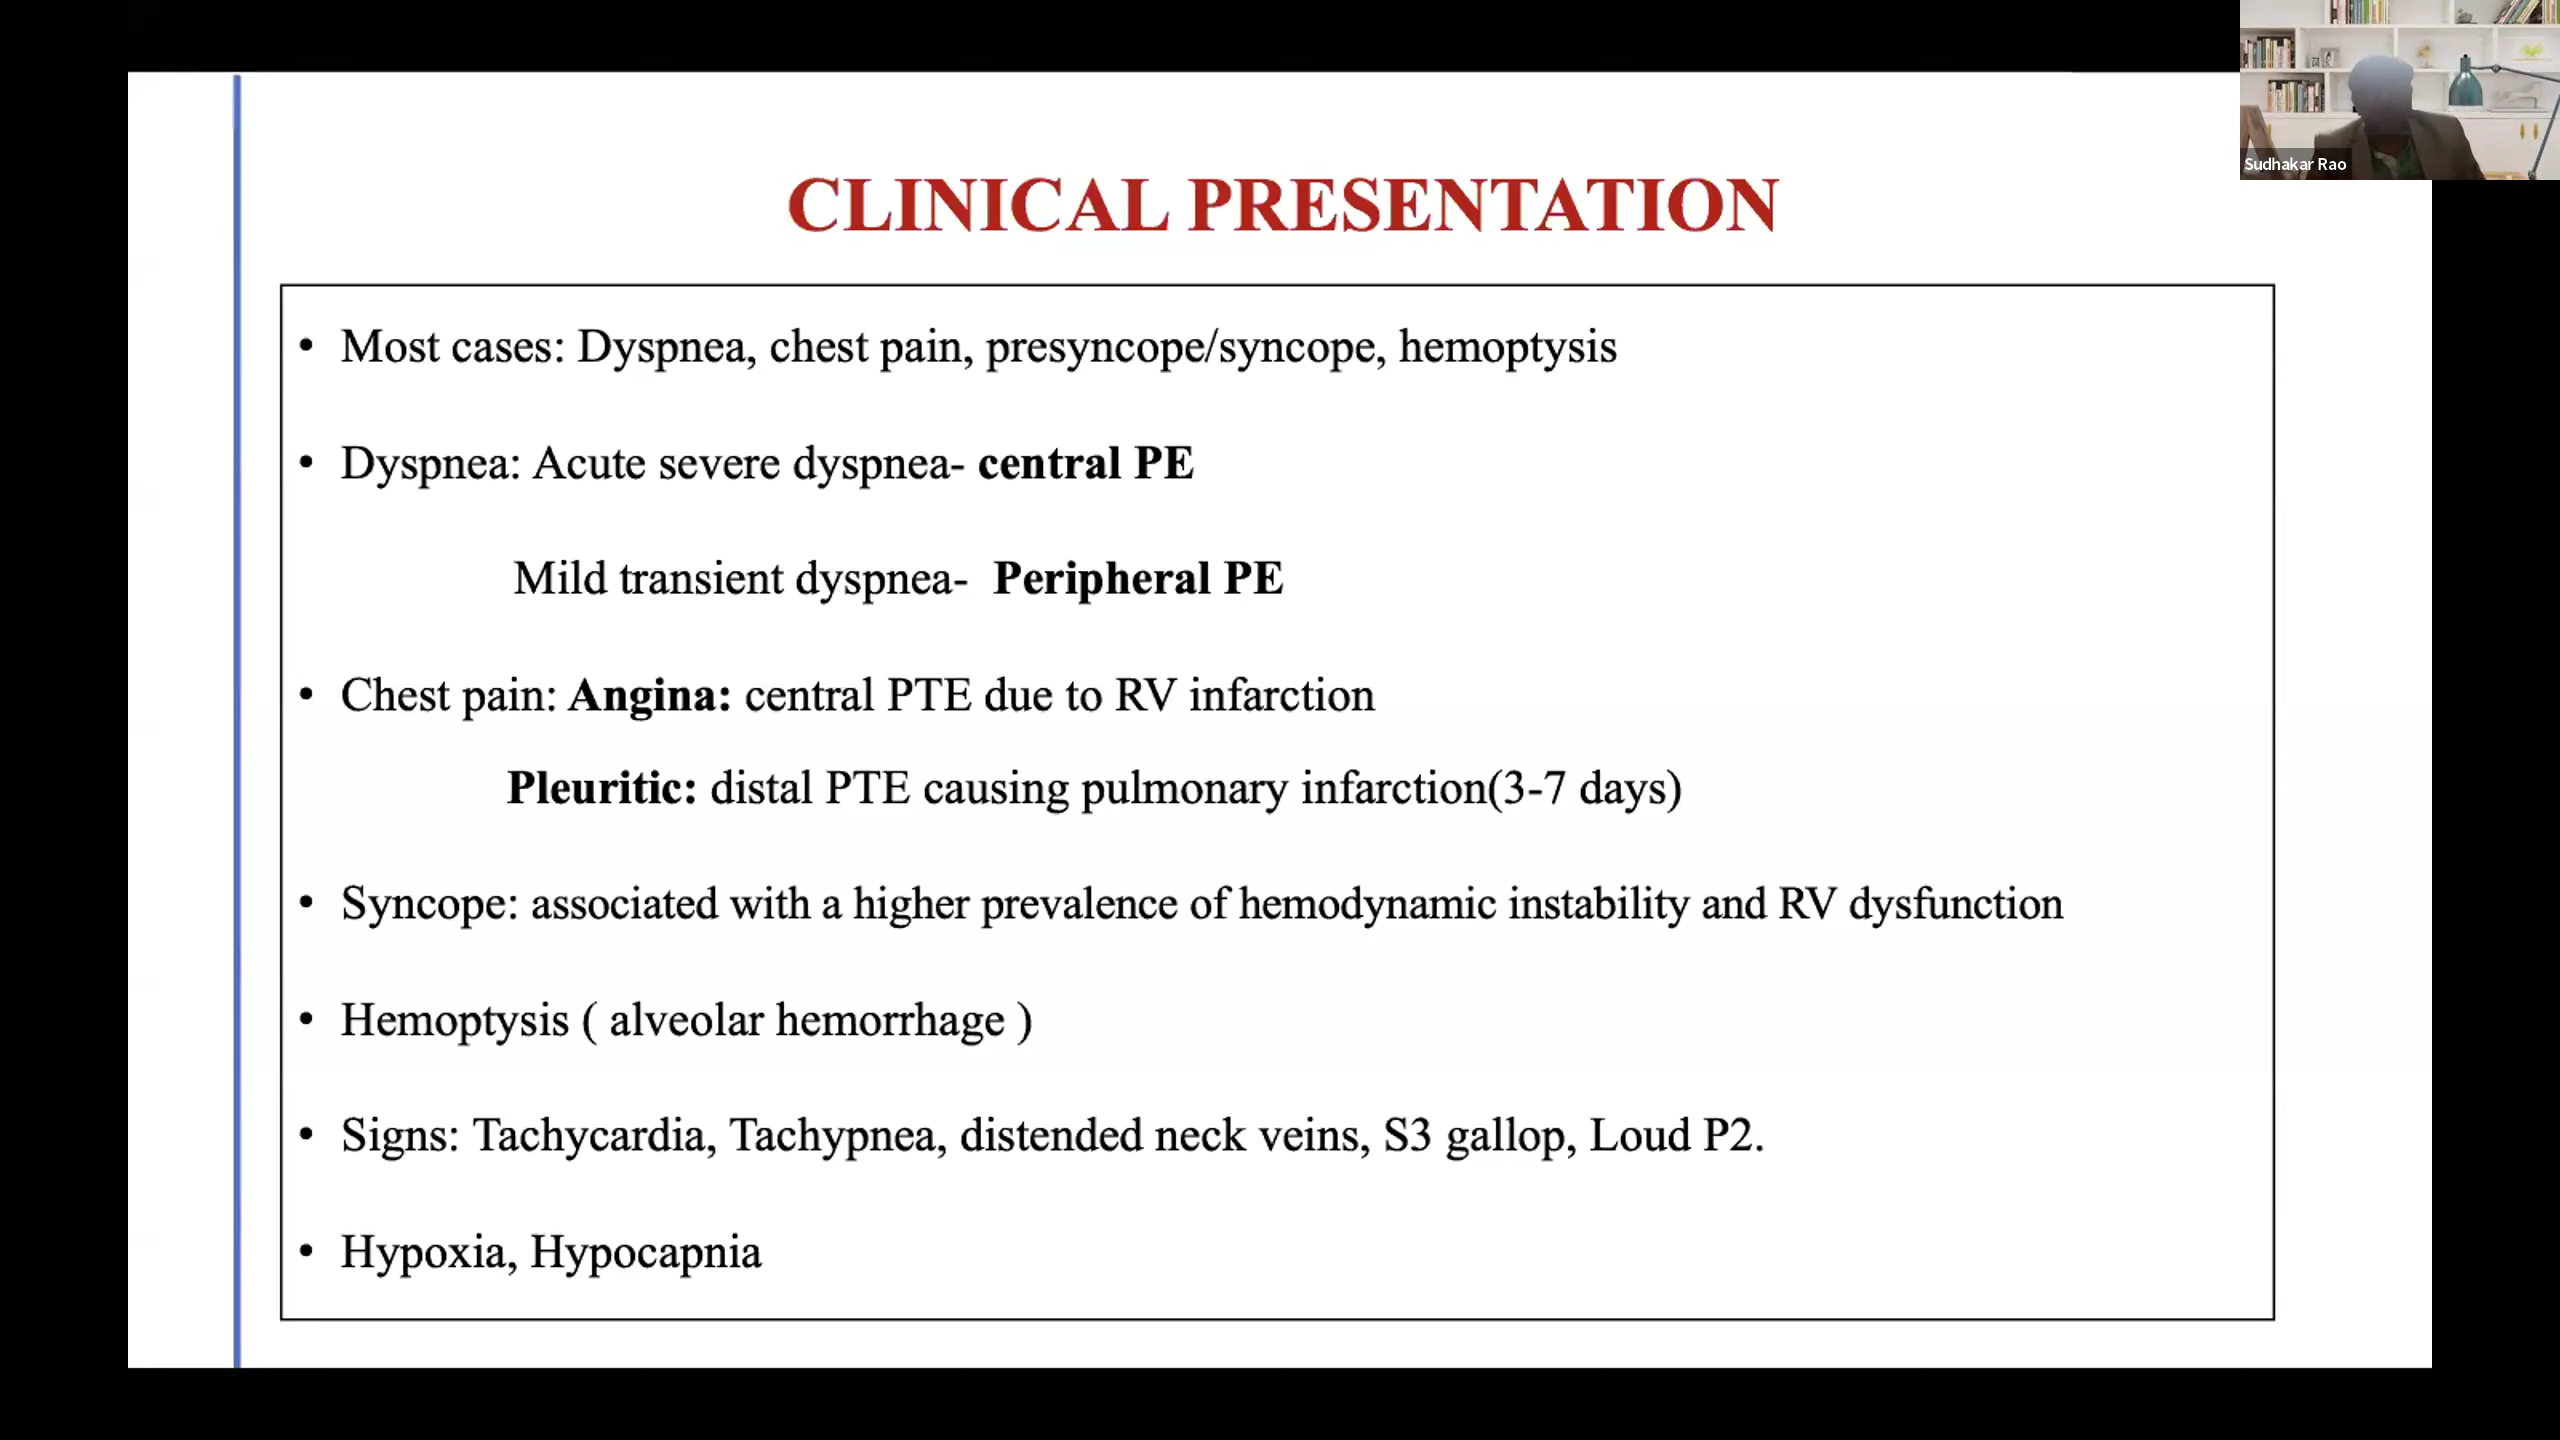 Sudhakar Rao
CLINICAL PRESENTATION
• Most cases: Dyspnea, chest pain, presyncope/syncope, hemoptysis
• Dyspnea: Acute severe dyspnea- central PE
Mild transient dyspnea- Peripheral PE
• Chest pain: Angina: central PTE due to RV infarction
Pleuritic: distal PTE causing pulmonary infarction(3-7 days)
• Syncope: associated with a higher prevalence of hemodynamic instability and RV dysfunction
• Hemoptysis ( alveolar hemorrhage )
• Signs: Tachycardia, Tachypnea, distended neck veins, S3 gallop, Loud P2.
• Hypoxia, Hypocapnia